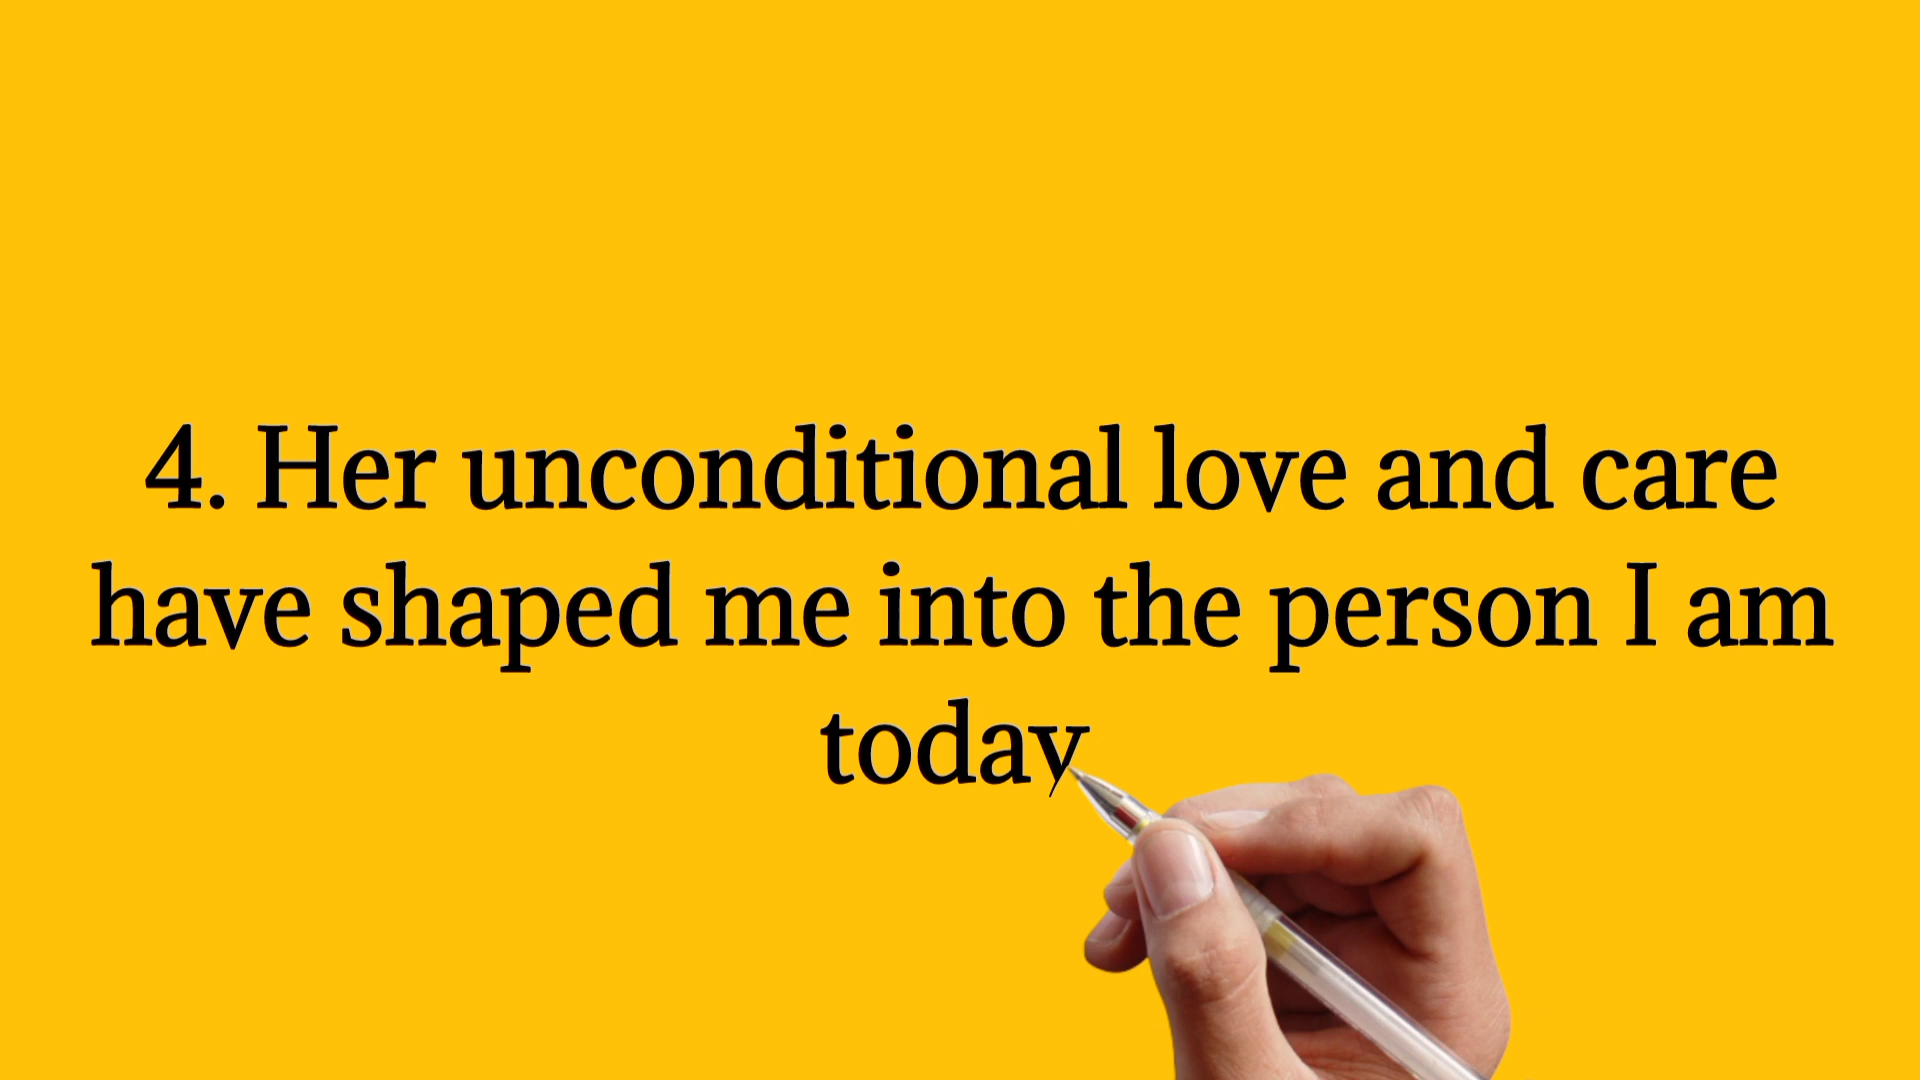 4. Her unconditional love and care
have shaped me into the person I am
today